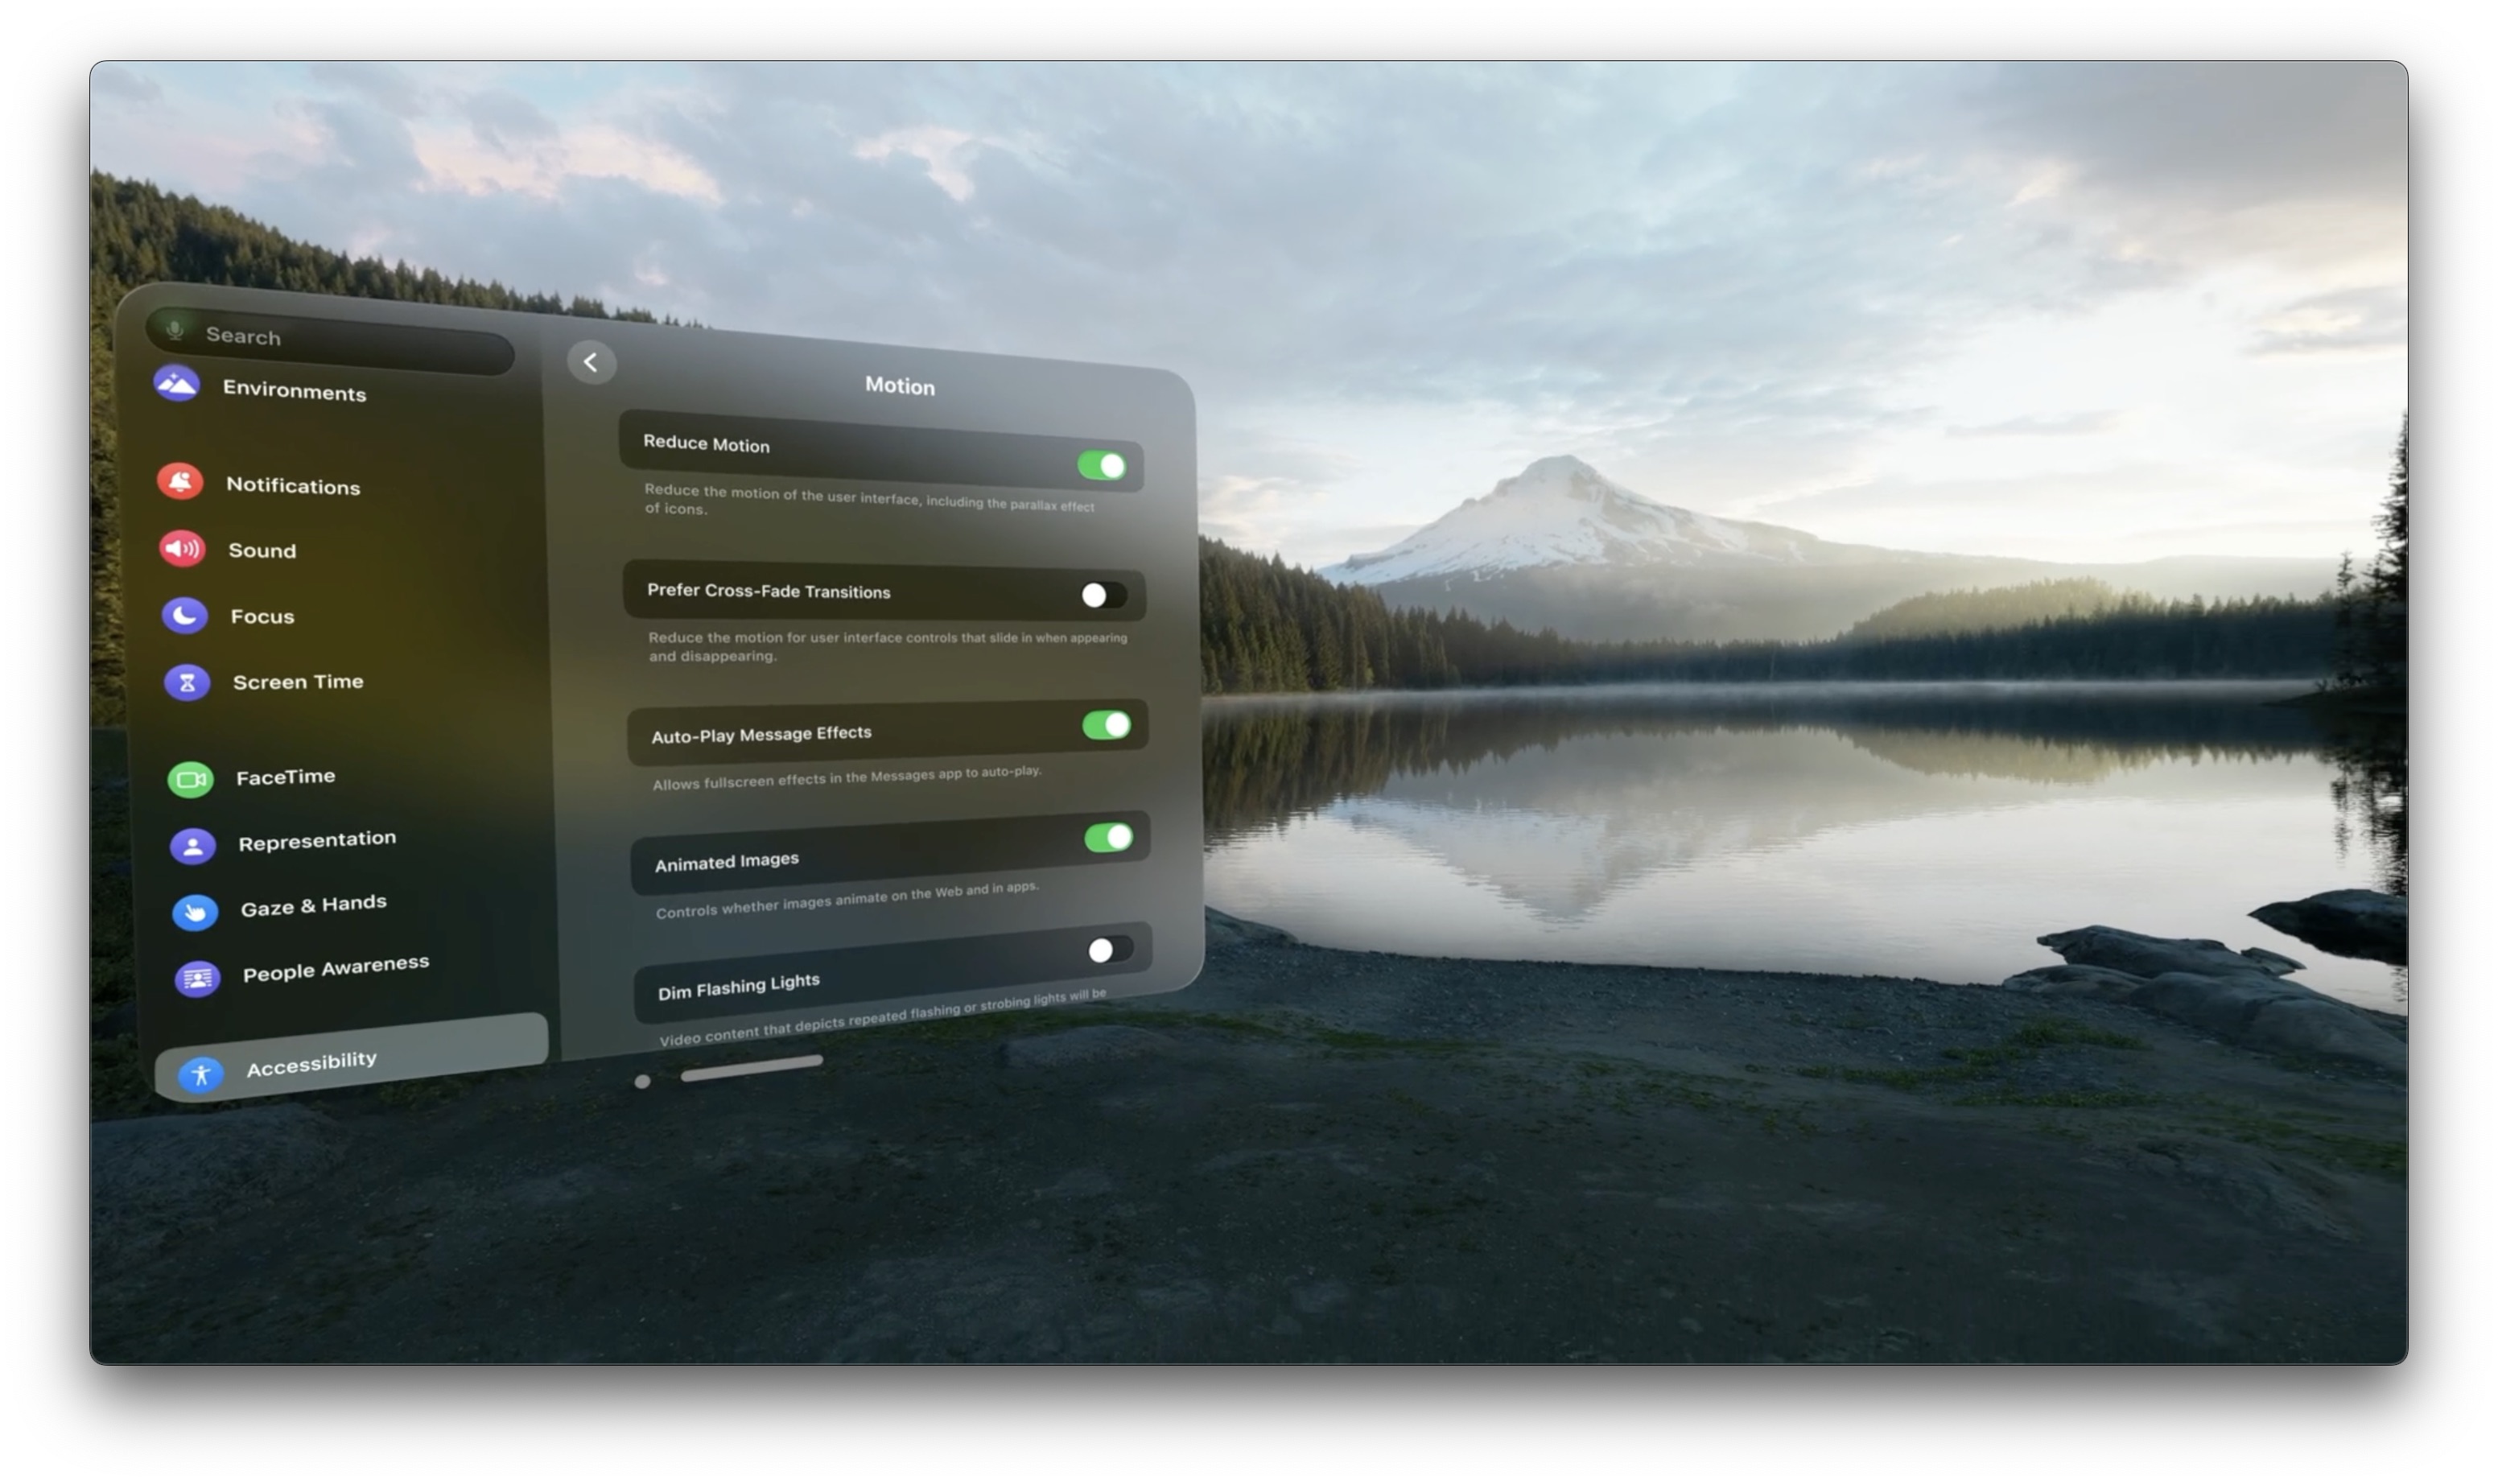 Search
Environments
Notifications
Sound
Focus
Screen Time
FaceTime
Representation
Gaze & Hands
People Awareness
Accessibility
Motion
Reduce Motion
Reduce the motion of the user interface, including the parallax effect
of icons.
Prefer Cross-Fade Transitions
Reduce the motion for user interface controls that slide in when appearing
and disappearing.
Auto-Play Message Effects
Allows fullscreen effects in the Messages app to auto-play.
Animated Images
Controls whether images animate on the Web and in apps.
Dim Flashing Lights
Video content that depicts repeated flashing or strobing lights will be